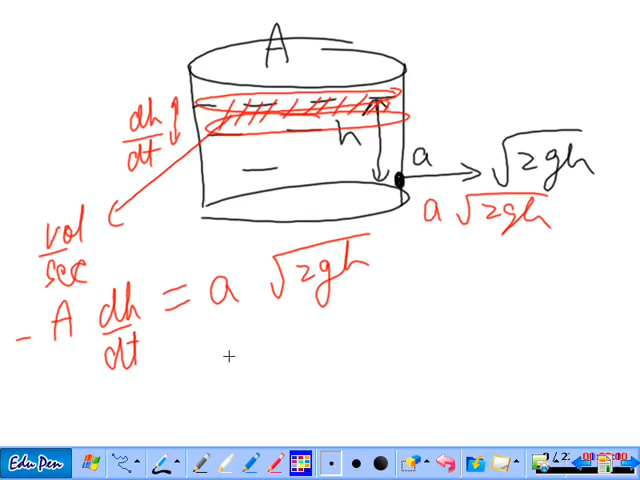 A
dh/dt
h
a
√2gh
a √2gh
vol/sec
- A dh/dt = a √2gh
Edu Pen